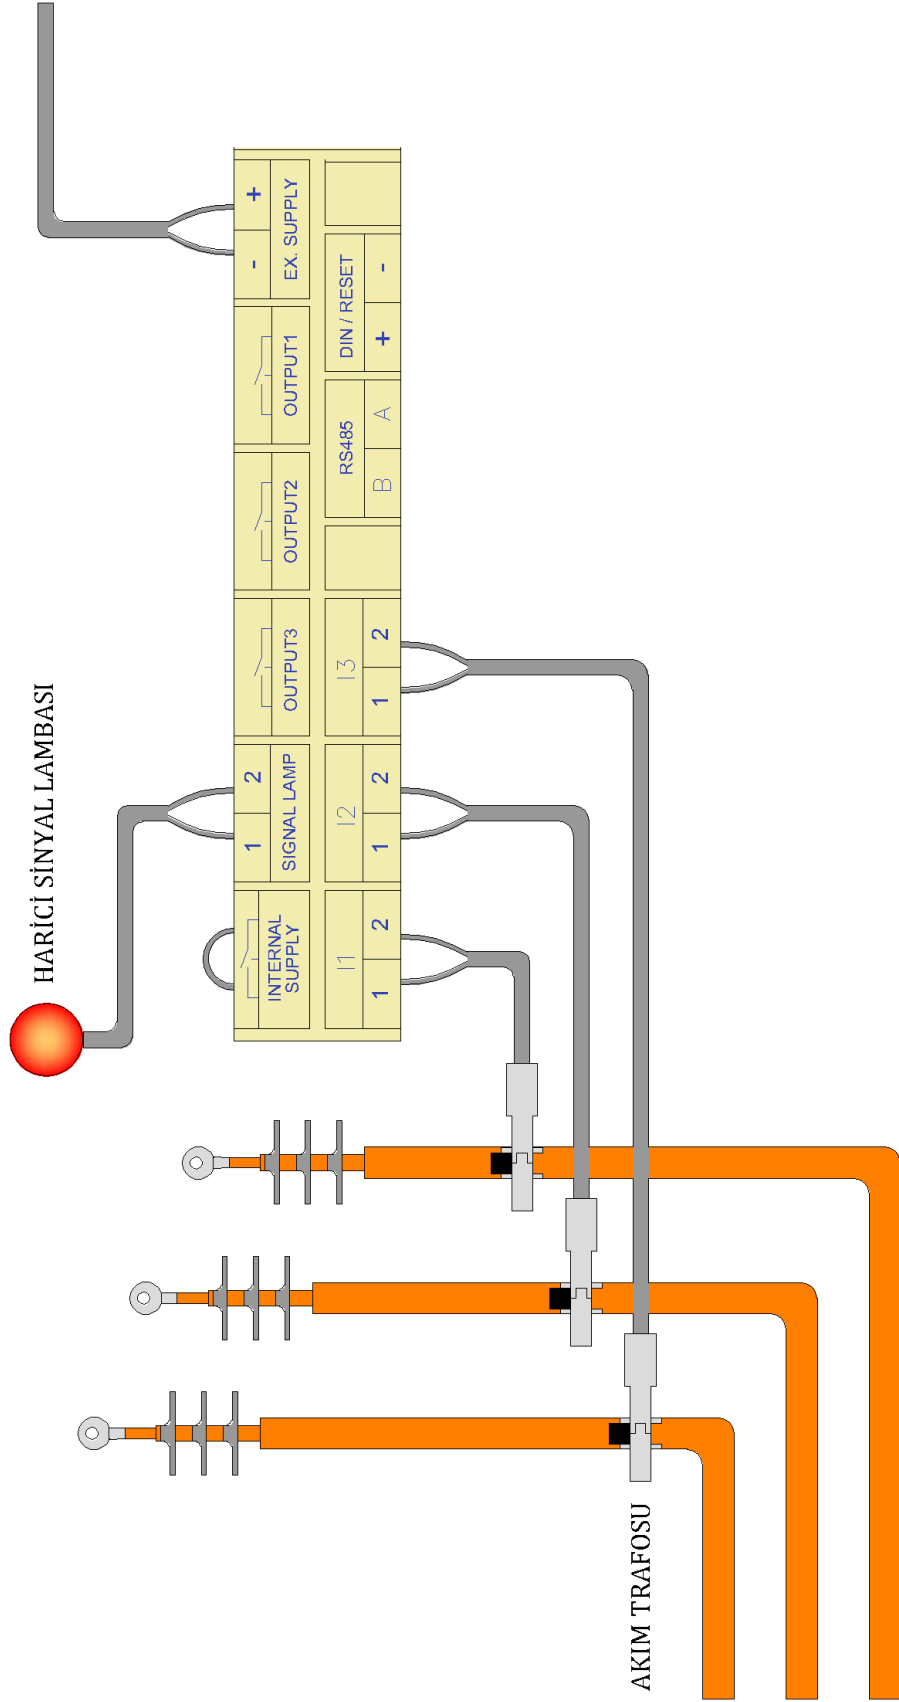 HARİCİ SİNYAL LAMBASI
INTERNAL
SUPPLY
1 2
SIGNAL LAMP
OUTPUT3
OUTPUT2
OUTPUT1
- +
EX. SUPPLY
I1
1 2
I2
1 2
I3
1 2
RS485
B A
DIN / RESET
+ -
AKIM TRAFOSU